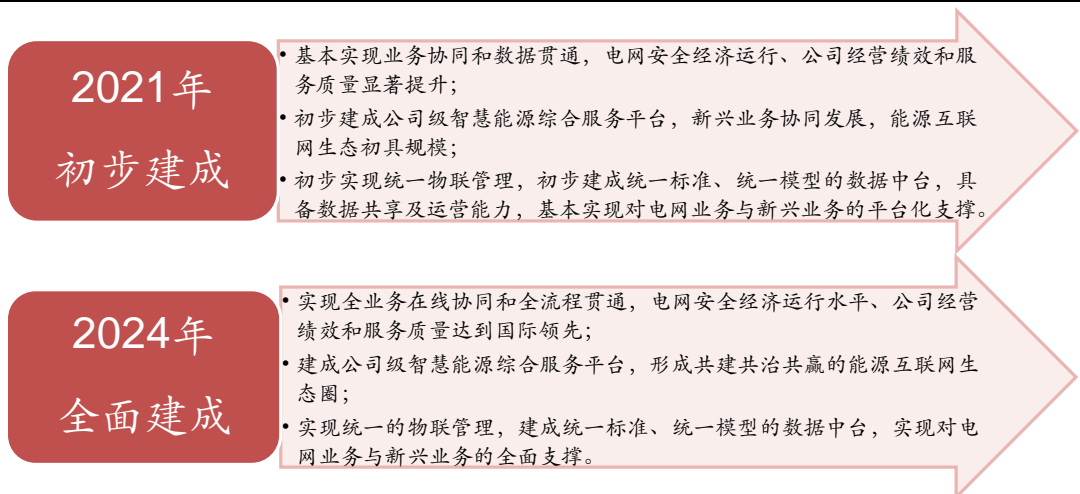 2021年
初步建成
• 基本实现业务协同和数据贯通，电网安全经济运行、公司经营绩效和服
务质量显著提升；
• 初步建成公司级智慧能源综合服务平台，新兴业务协同发展，能源互联
网生态初具规模；
• 初步实现统一物联管理，初步建成统一标准、统一模型的数据中台，具
备数据共享及运营能力，基本实现对电网业务与新兴业务的平台化支撑。
2024年
全面建成
• 实现全业务在线协同和全流程贯通，电网安全经济运行水平、公司经营
绩效和服务质量达到国际领先；
• 建成公司级智慧能源综合服务平台，形成共建共治共赢的能源互联网生
态圈；
• 实现统一的物联管理，建成统一标准、统一模型的数据中台，实现对电
网业务与新兴业务的全面支撑。